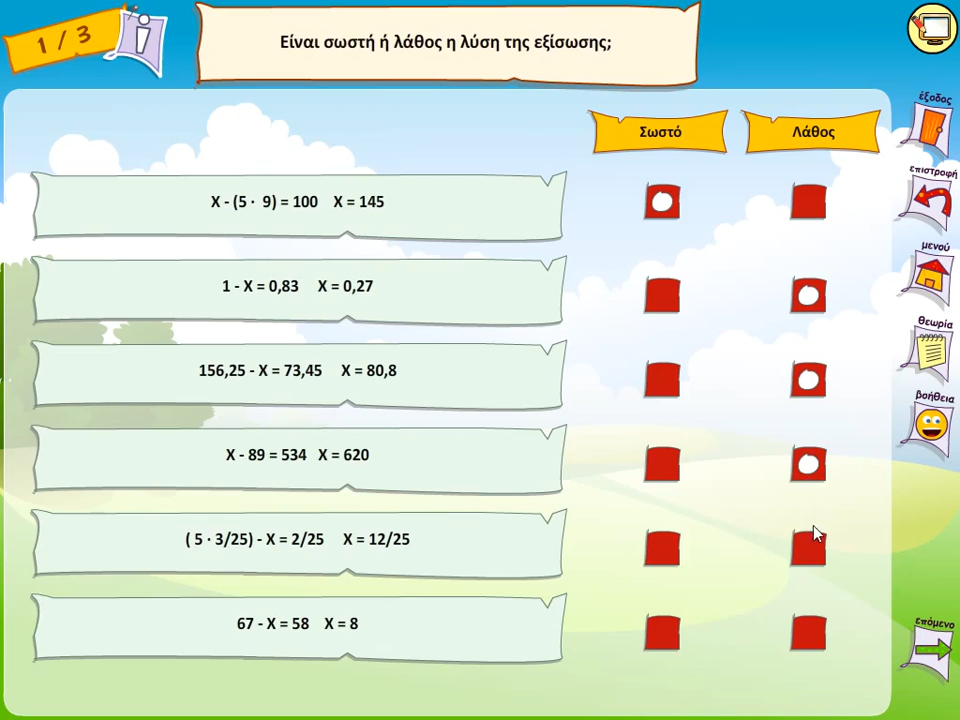 1 / 3
Είναι σωστή ή λάθος η λύση της εξίσωσης;
Σωστό Λάθος
X - (5 · 9) = 100 X = 145
1 - X = 0,83 X = 0,27
156,25 - X = 73,45 X = 80,8
X - 89 = 534 X = 620
( 5 · 3/25) - X = 2/25 X = 12/25
67 - X = 58 X = 8
έξοδος
επιστροφή
μενού
θεωρία
βοήθεια
επόμενο